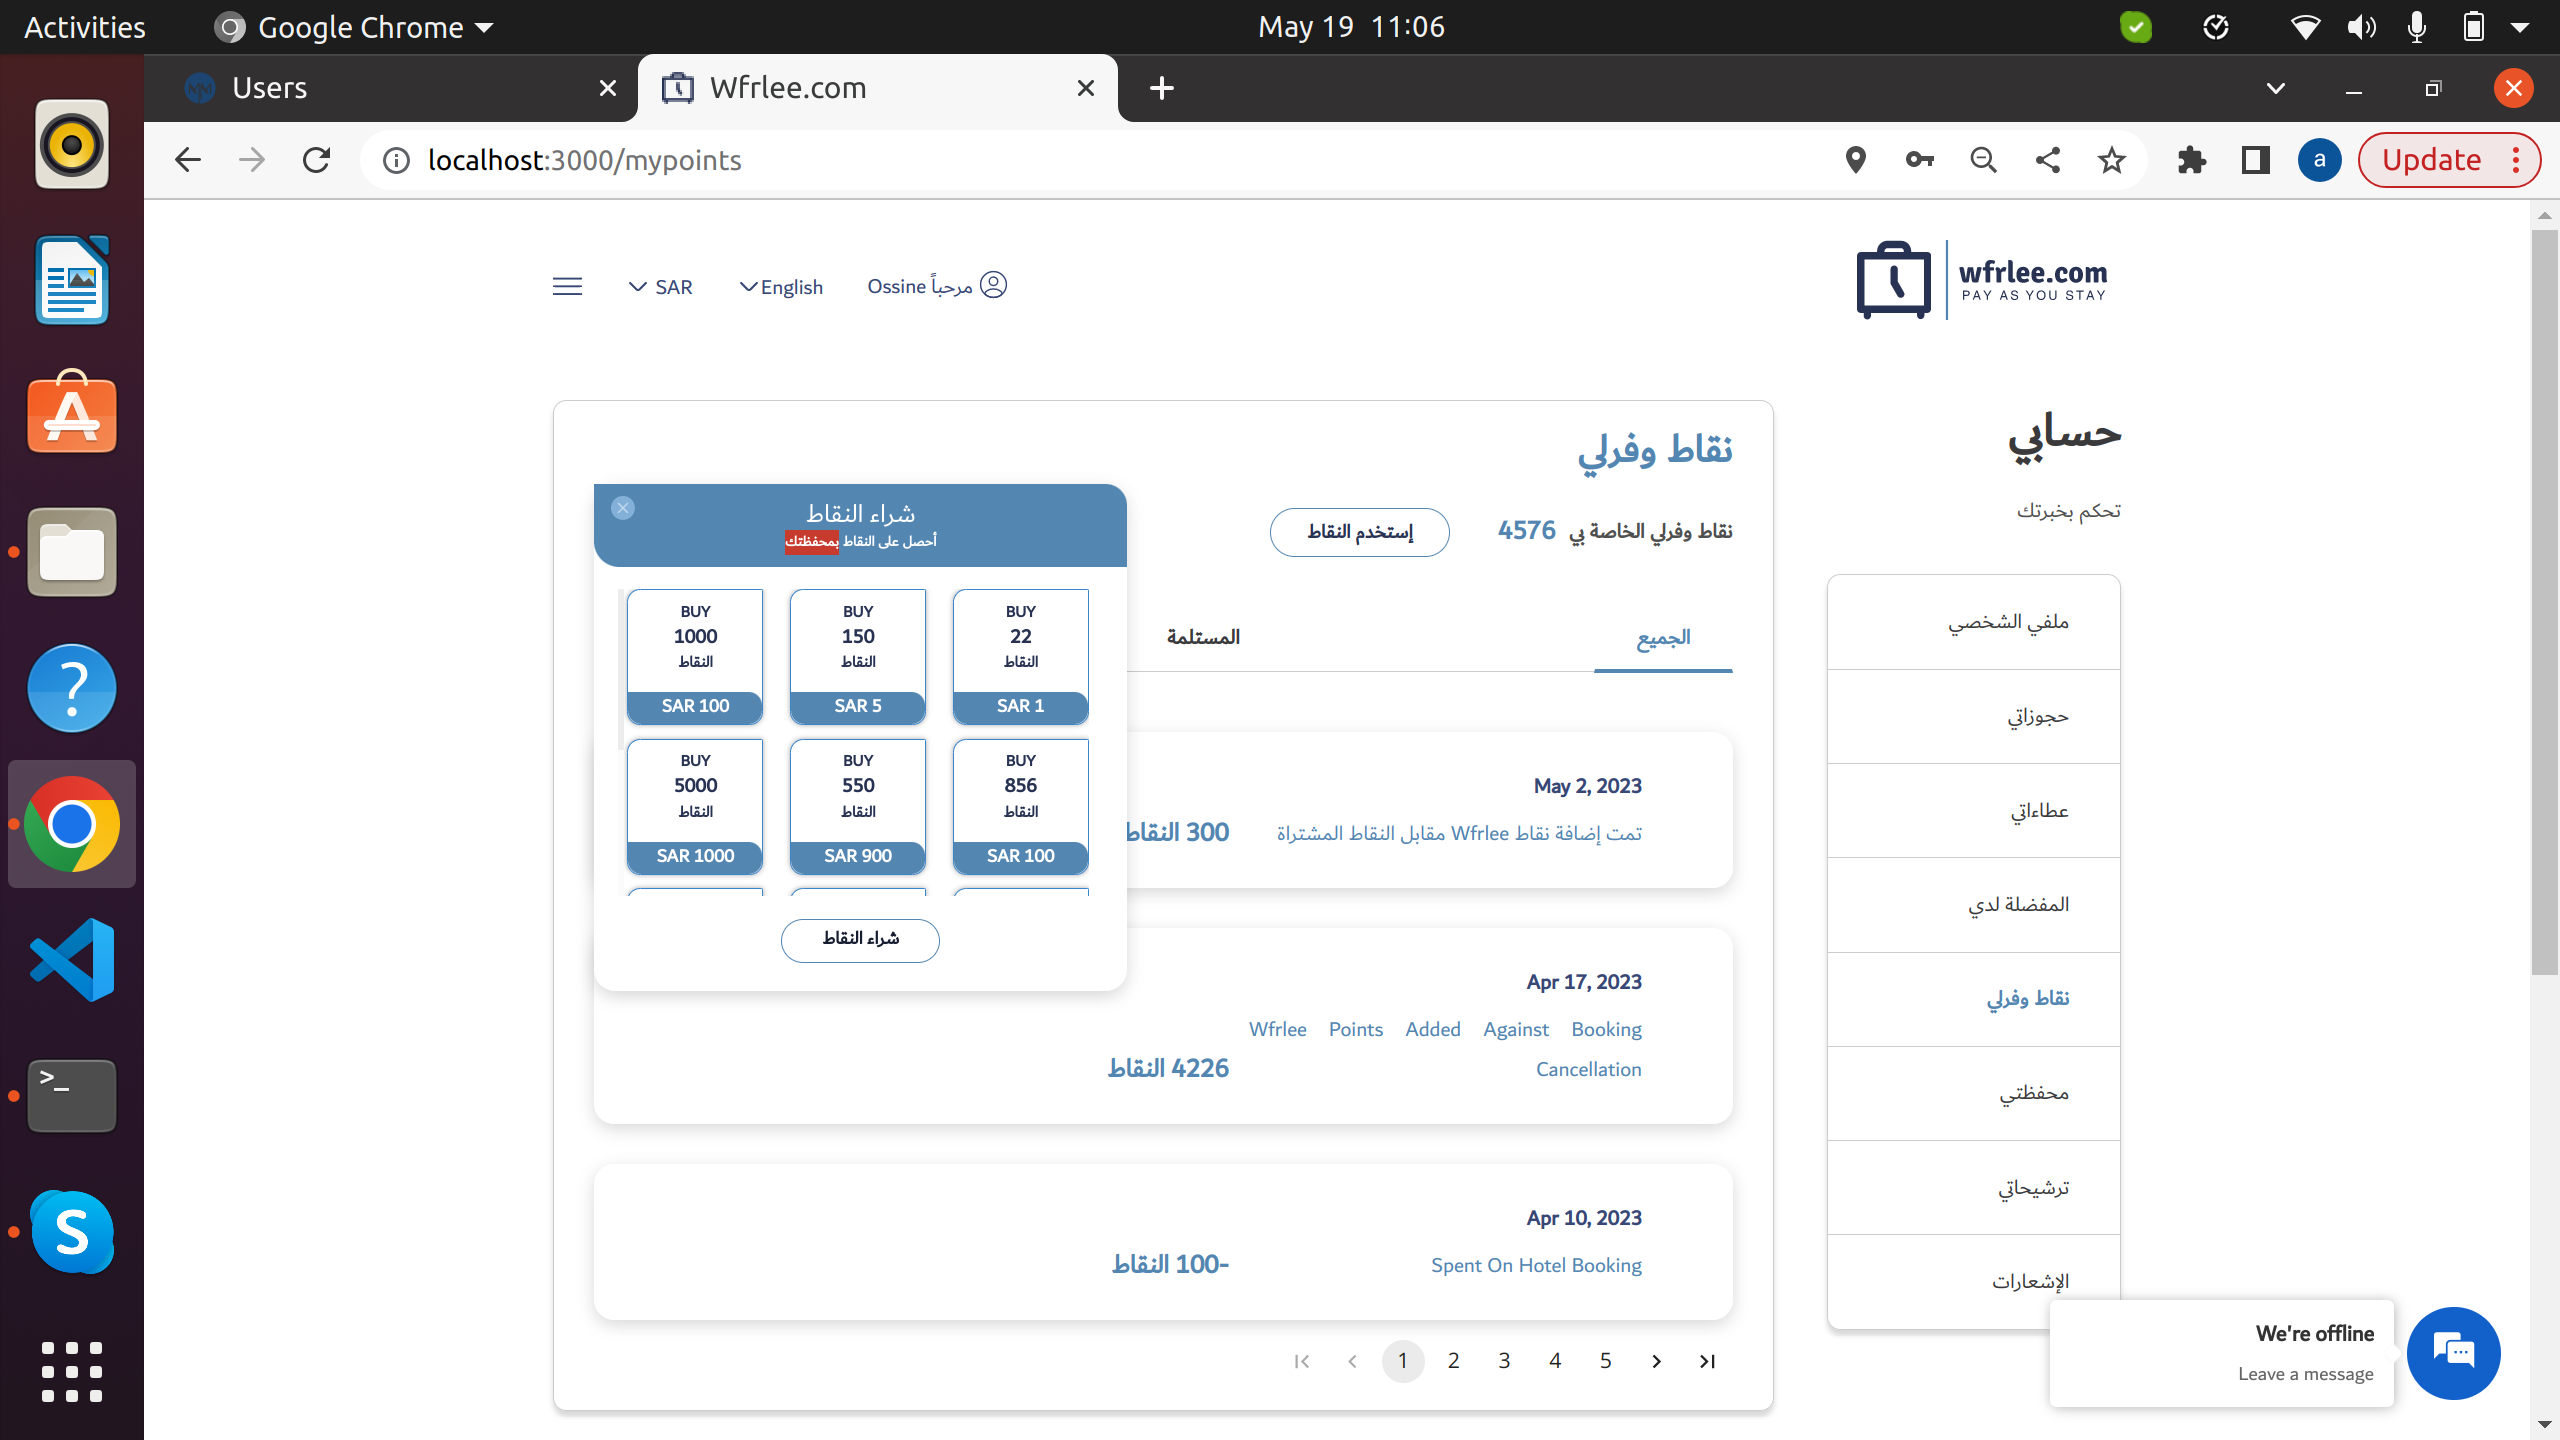 Activities
Google Chrome
May 19 11:06
Users
Wfrlee.com
localhost:3000/mypoints
a
Update
SAR
English
مرحباً Ossine
wfrlee.com
PAY AS YOU STAY
حسابي
تحكم بخبرتك
ملفي الشخصي
حجوزاتي
عطاءاتي
المفضلة لدي
نقاط وفرلي
محفظتي
ترشيحاتي
الإشعارات
نقاط وفرلي
نقاط وفرلي الخاصة بي 4576
إستخدم النقاط
الجميع
المستلمة
شراء النقاط
أحصل على النقاط بمحفظتك
BUY
22
النقاط
SAR 1
BUY
150
النقاط
SAR 5
BUY
1000
النقاط
SAR 100
BUY
856
النقاط
SAR 100
BUY
550
النقاط
SAR 900
BUY
5000
النقاط
SAR 1000
شراء النقاط
May 2, 2023
تمت إضافة نقاط Wfrlee مقابل النقاط المشتراة
300 النقاط
Apr 17, 2023
Wfrlee Points Added Against Booking
Cancellation
4226 النقاط
Apr 10, 2023
Spent On Hotel Booking
-100 النقاط
1 2 3 4 5
We're offline
Leave a message